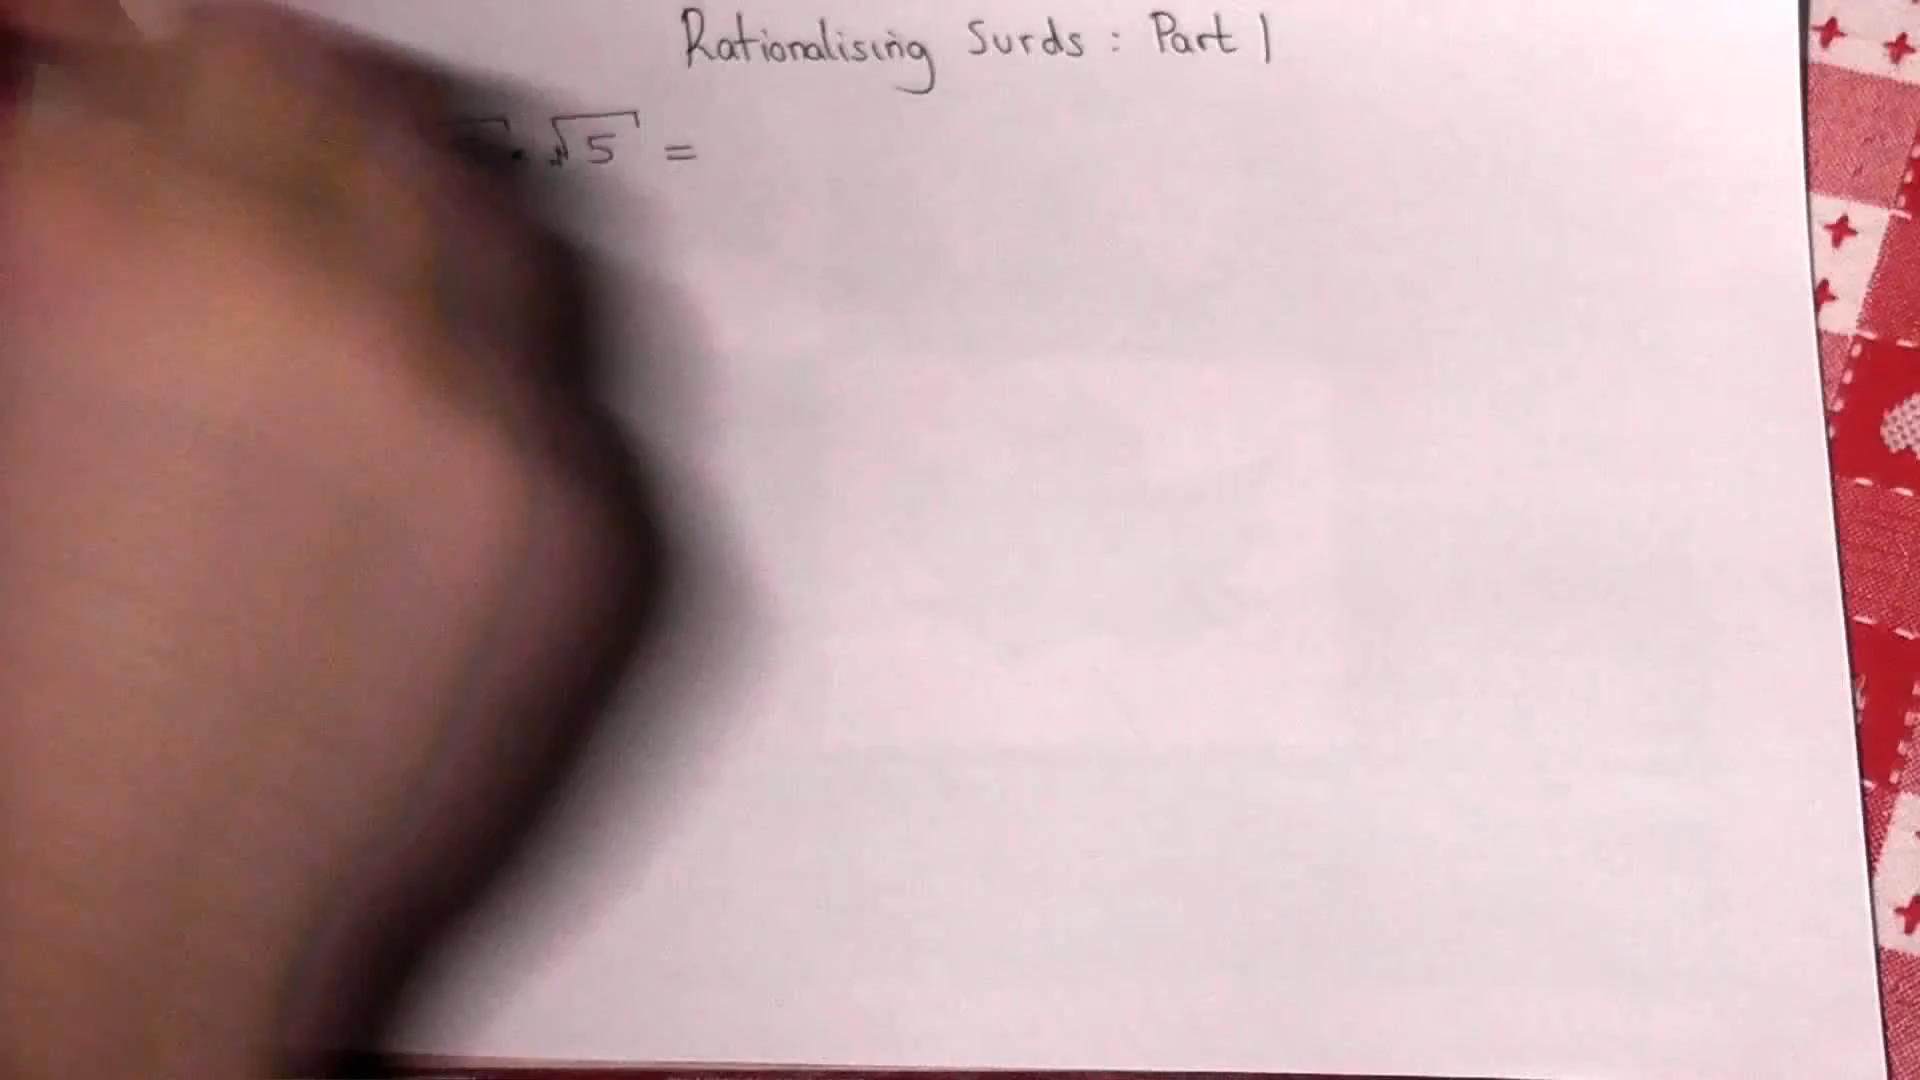 Rationalising Surds : Part 1
. √5 =